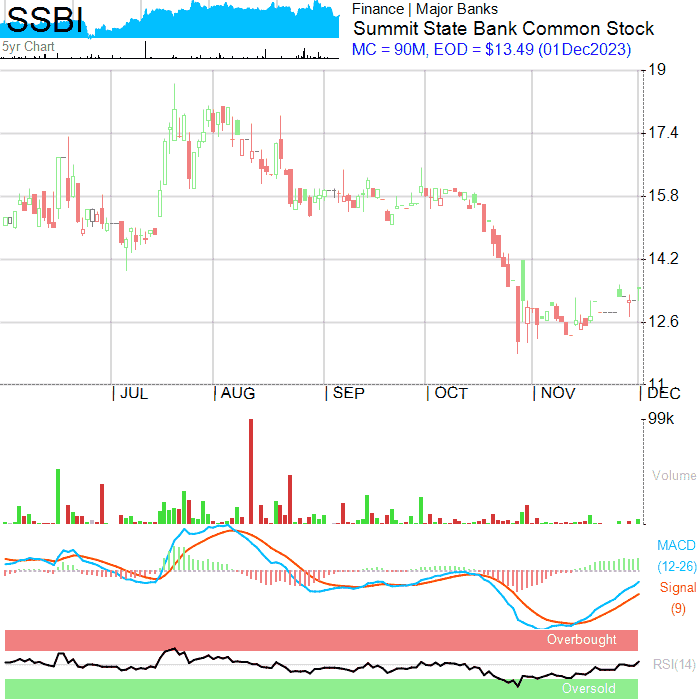 SSBI
5yr Chart
Finance | Major Banks
Summit State Bank Common Stock
MC = 90M, EOD = $13.49 (01Dec2023)
19
17.4
15.8
14.2
12.6
11
| JUL | AUG | SEP | OCT | NOV | DEC
99k
Volume
MACD
(12-26)
Signal
(9)
Overbought
RSI(14)
Oversold